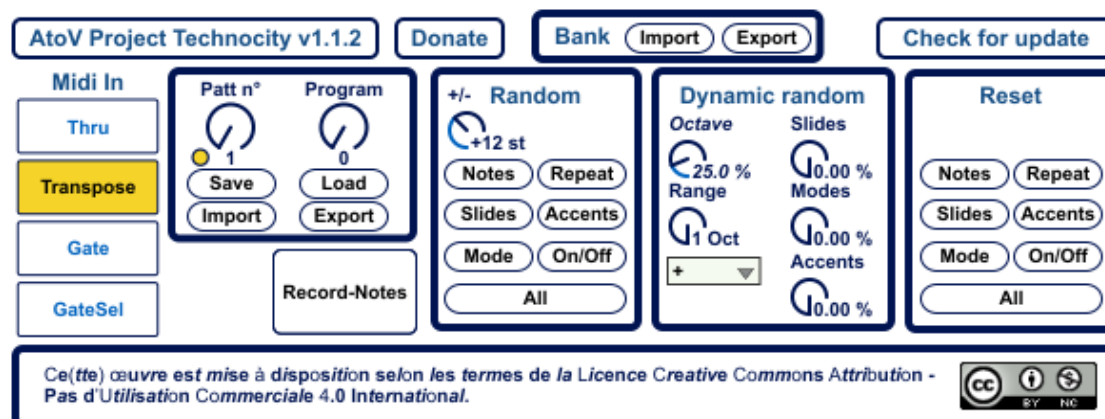 AtoV Project Technocity v1.1.2
Donate
Bank Import Export
Check for update
Midi In
Thru
Transpose
Gate
GateSel
Patt n° Program
1 0
Save Load
Import Export
Record-Notes
+/- Random
+12 st
Notes Repeat
Slides Accents
Mode On/Off
All
Dynamic random
Octave Slides
25.0 % 0.00 %
Range Modes
1 Oct 0.00 %
+ Accents
0.00 %
Reset
Notes Repeat
Slides Accents
Mode On/Off
All
Ce(tte) œuvre est mise à disposition selon les termes de la Licence Creative Commons Attribution -
Pas d'Utilisation Commerciale 4.0 International.
cc BY NC